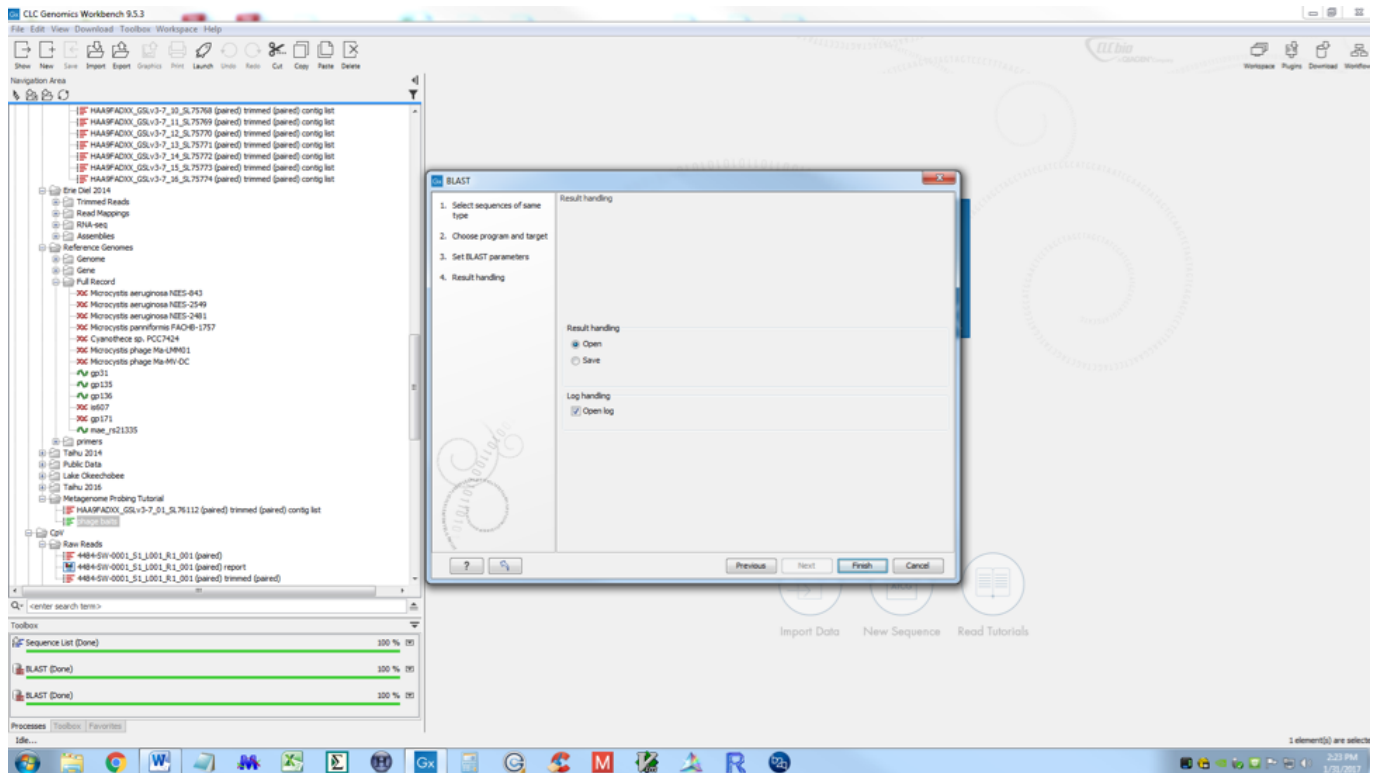 CLC Genomics Workbench 9.5.3
File Edit View Download Toolbox Workspace Help
Show New Save Import Export Graphics Print Launch Undo Redo Cut Copy Paste Delete
Workspace Plugins Download Workflow
CLC bio
Navigation Area
HAA9FADXX_GSLv3-7_10_SL75768 (paired) trimmed (paired) contig list
HAA9FADXX_GSLv3-7_11_SL75769 (paired) trimmed (paired) contig list
HAA9FADXX_GSLv3-7_12_SL75770 (paired) trimmed (paired) contig list
HAA9FADXX_GSLv3-7_13_SL75771 (paired) trimmed (paired) contig list
HAA9FADXX_GSLv3-7_14_SL75772 (paired) trimmed (paired) contig list
HAA9FADXX_GSLv3-7_15_SL75773 (paired) trimmed (paired) contig list
HAA9FADXX_GSLv3-7_16_SL75774 (paired) trimmed (paired) contig list
Erie Diel 2014
Trimmed Reads
Read Mappings
RNA-seq
Assemblies
Reference Genomes
Genome
Gene
Full Record
Microcystis aeruginosa NIES-843
Microcystis aeruginosa NIES-2549
Microcystis aeruginosa NIES-2481
Microcystis panniformis FACHB-1757
Cyanothece sp. PCC7424
Microcystis phage Ma-LMM01
Microcystis phage Ma-MV-DC
gp31
gp135
gp136
is607
gp171
mae_rs21335
primers
Taihu 2014
Public Data
Lake Okeechobee
Taihu 2016
Metagenome Probing Tutorial
HAA9FADXX_GSLv3-7_01_SL76112 (paired) trimmed (paired) contig list
phage baits
CpV
Raw Reads
4484-SW-0001_S1_L001_R1_001 (paired)
4484-SW-0001_S1_L001_R1_001 (paired) report
4484-SW-0001_S1_L001_R1_001 (paired) trimmed (paired)
<enter search term>
Toolbox
Sequence List (Done) 100 %
BLAST (Done) 100 %
BLAST (Done) 100 %
Processes Toolbox Favorites
Idle...
BLAST
1. Select sequences of same type
2. Choose program and target
3. Set BLAST parameters
4. Result handling
Result handling
Result handling
Open
Save
Log handling
Open log
? Previous Next Finish Cancel
Import Data New Sequence Read Tutorials
1 element(s) are selecte
2:23 PM
1/31/2017